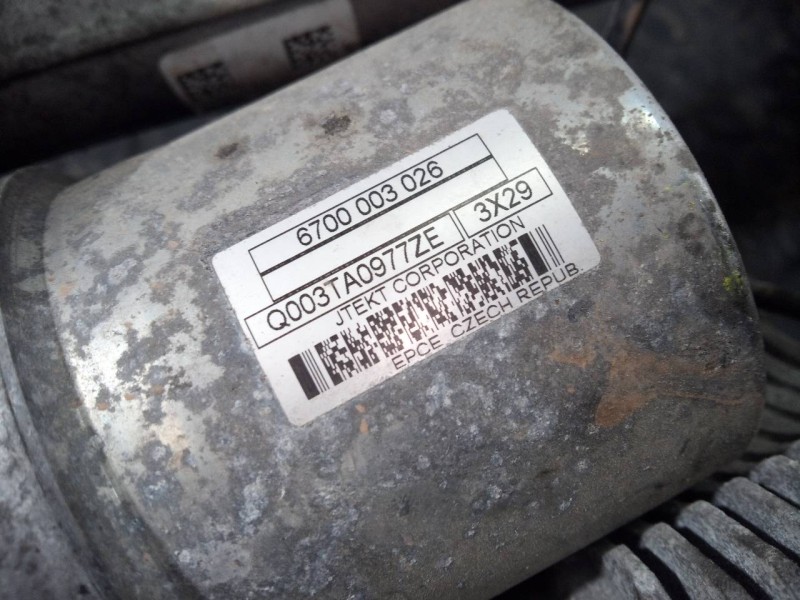 6700 003 026
Q003TA0977ZE 3X29
JTEKT CORPORATION
EPCE CZECH REPUB.